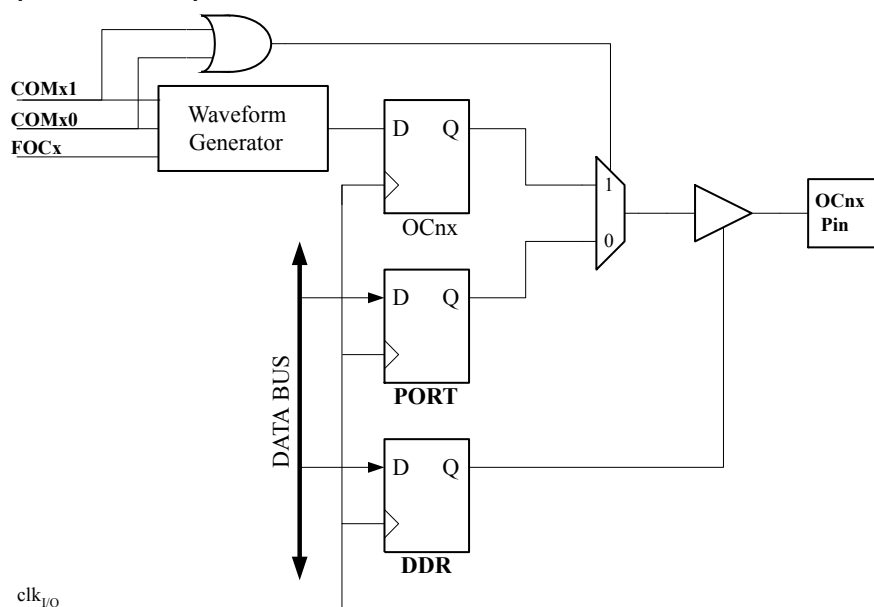 COMx1
COMx0
FOCx
Waveform
Generator
D Q
OCnx
1
0
OCnx
Pin
D Q
PORT
DATA BUS
D Q
DDR
clkI/O